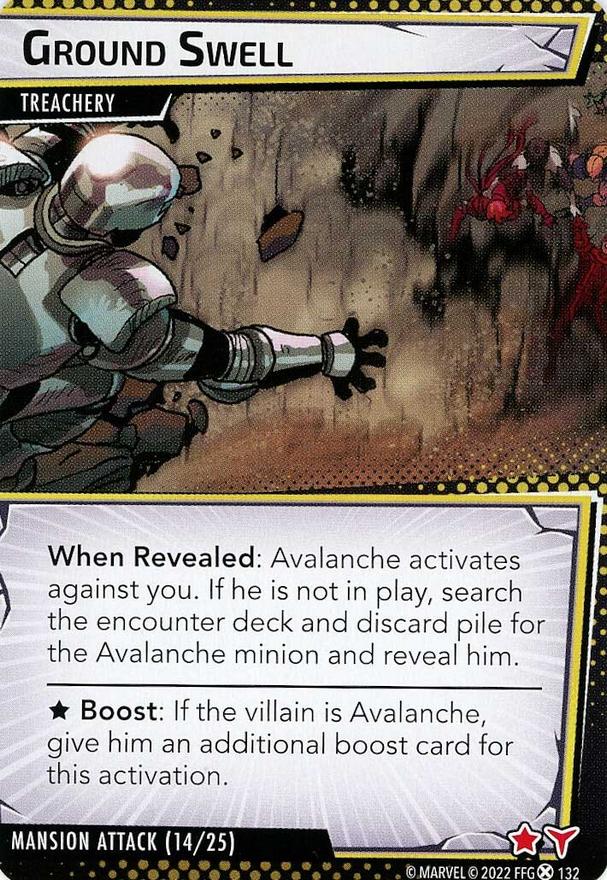 GROUND SWELL
TREACHERY
When Revealed: Avalanche activates
against you. If he is not in play, search
the encounter deck and discard pile for
the Avalanche minion and reveal him.
★ Boost: If the villain is Avalanche,
give him an additional boost card for
this activation.
MANSION ATTACK (14/25)
© MARVEL © 2022 FFG 132